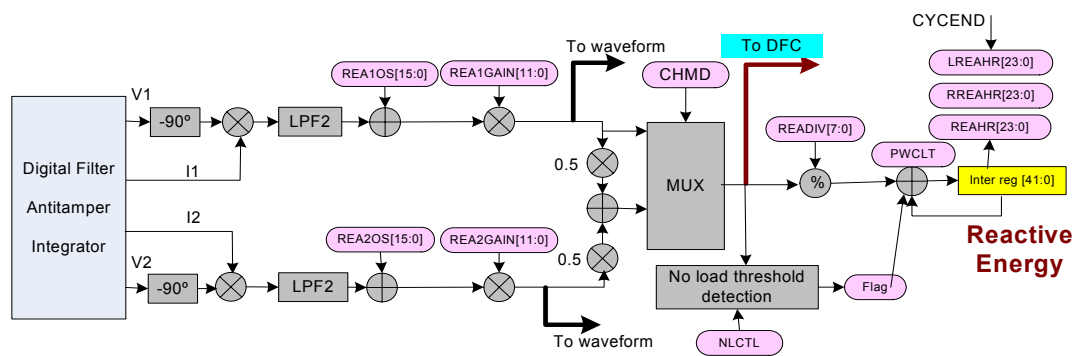 CYCEND
To waveform
To DFC
LREAHR[23:0]
REA1OS[15:0]
REA1GAIN[11:0]
CHMD
RREAHR[23:0]
V1
READIV[7:0]
REAHR[23:0]
-90º
LPF2
PWCLT
Digital Filter
Antitamper
Integrator
I1
0.5
MUX
%
Inter reg [41:0]
I2
REA2OS[15:0]
REA2GAIN[11:0]
Reactive
Energy
V2
0.5
-90º
LPF2
No load threshold
detection
Flag
To waveform
NLCTL